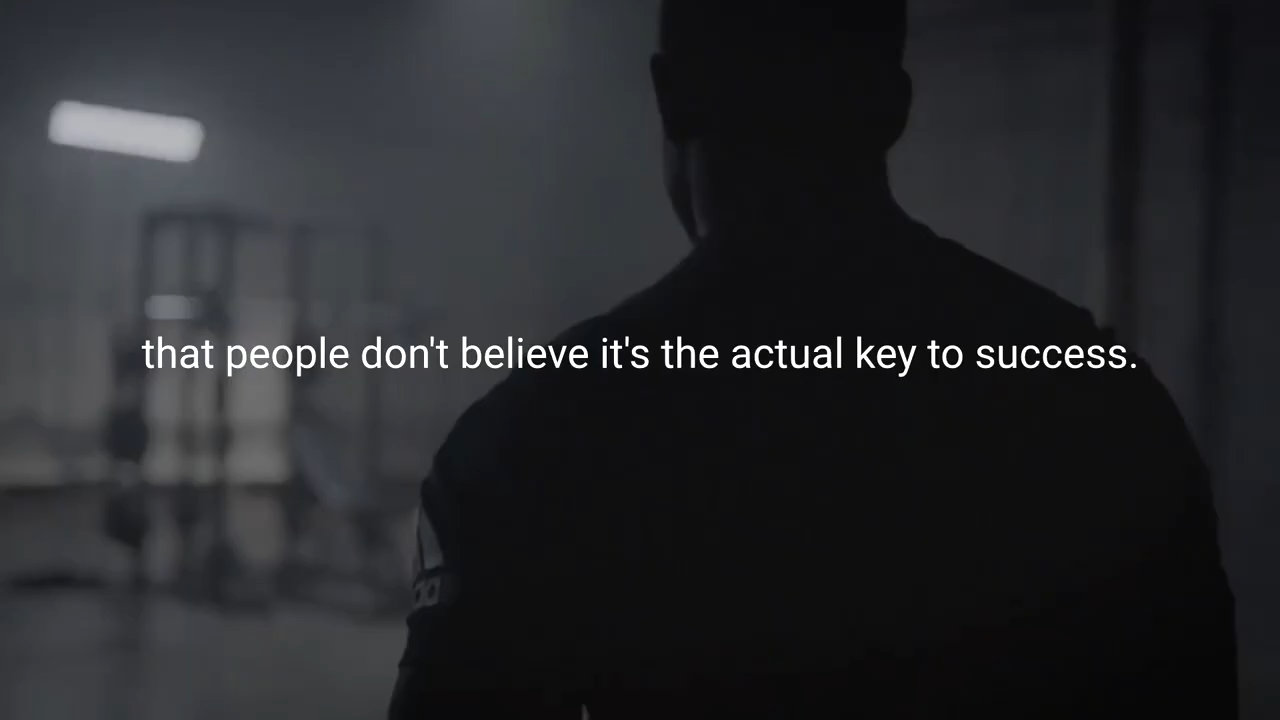 that people don't believe it's the actual key to success.